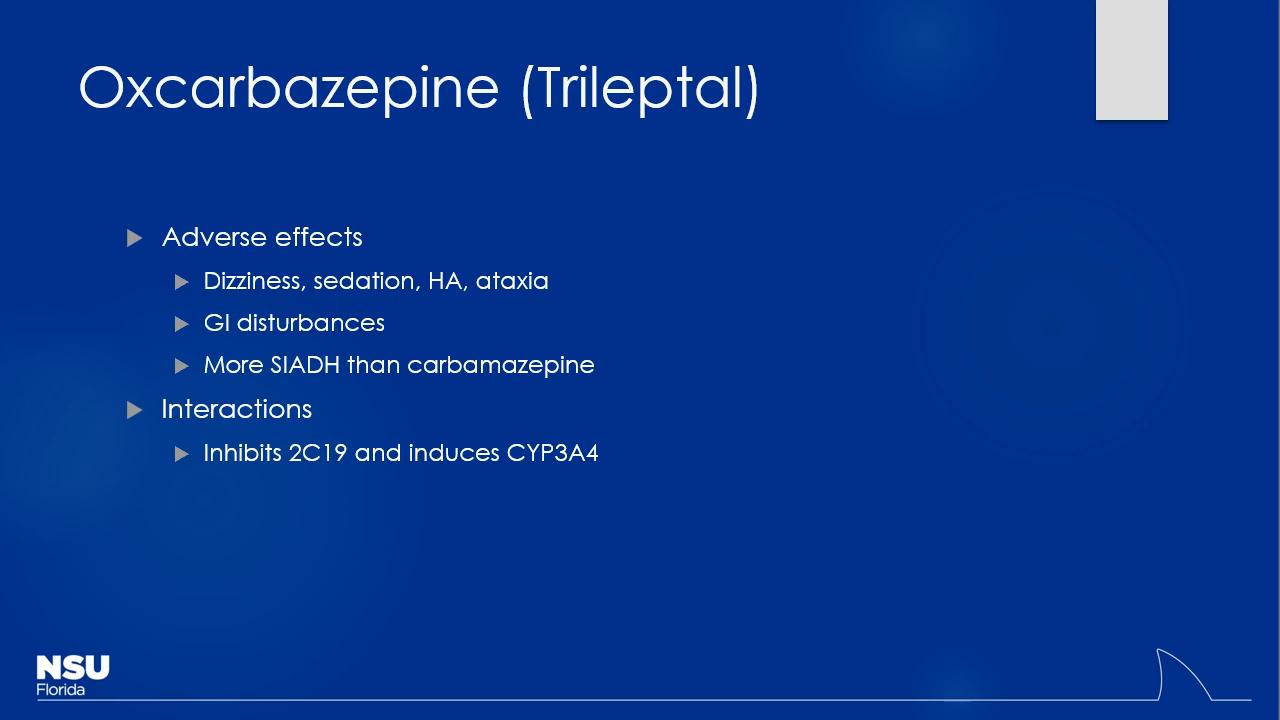 Oxcarbazepine (Trileptal)
Adverse effects
Dizziness, sedation, HA, ataxia
GI disturbances
More SIADH than carbamazepine
Interactions
Inhibits 2C19 and induces CYP3A4
NSU
Florida